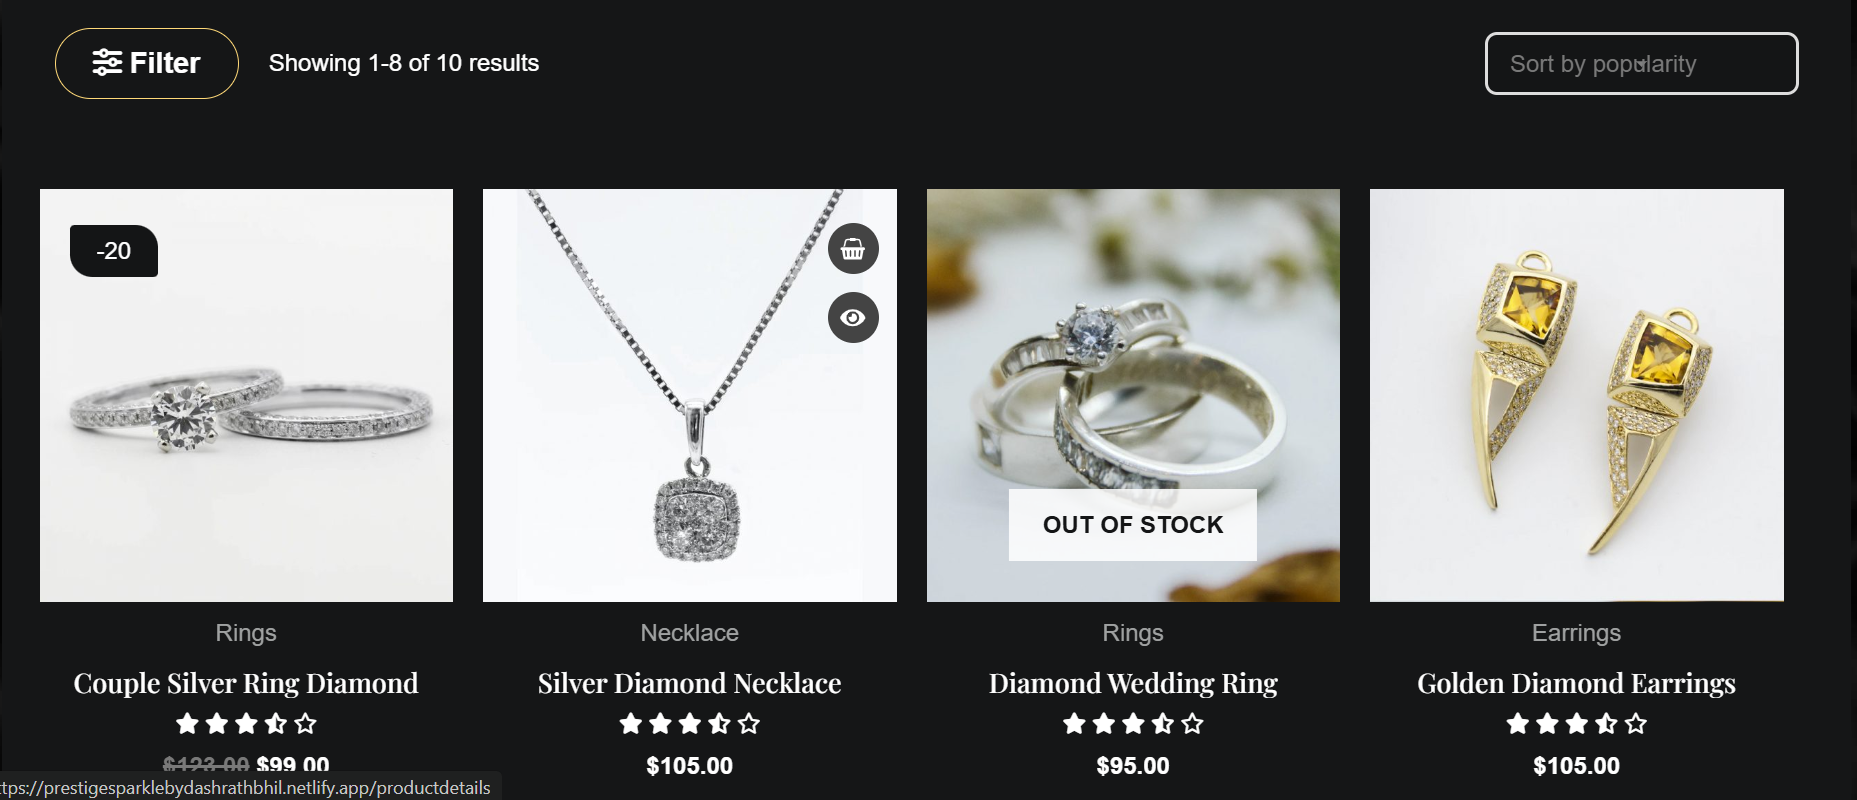 Filter
Showing 1-8 of 10 results
Sort by popularity
-20
OUT OF STOCK
Rings
Necklace
Rings
Earrings
Couple Silver Ring Diamond
Silver Diamond Necklace
Diamond Wedding Ring
Golden Diamond Earrings
$123.00 $99.00
$105.00
$95.00
$105.00
ttps://prestigesparklebydashrathbhil.netlify.app/productdetails